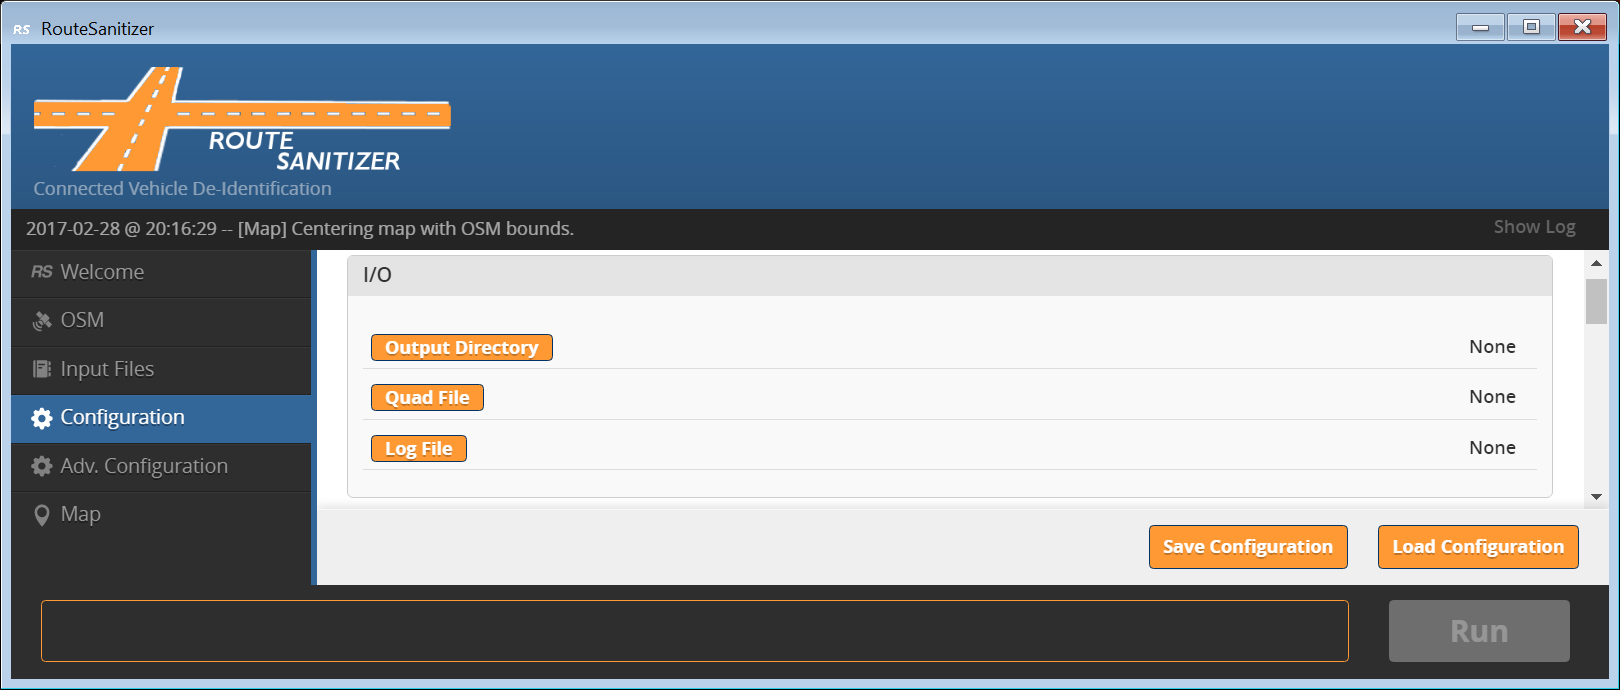 RS RouteSanitizer
ROUTE
SANITIZER
Connected Vehicle De-Identification
2017-02-28 @ 20:16:29 -- [Map] Centering map with OSM bounds.
Show Log
RS Welcome
OSM
Input Files
Configuration
Adv. Configuration
Map
I/O
Output Directory None
Quad File None
Log File None
Save Configuration Load Configuration
Run